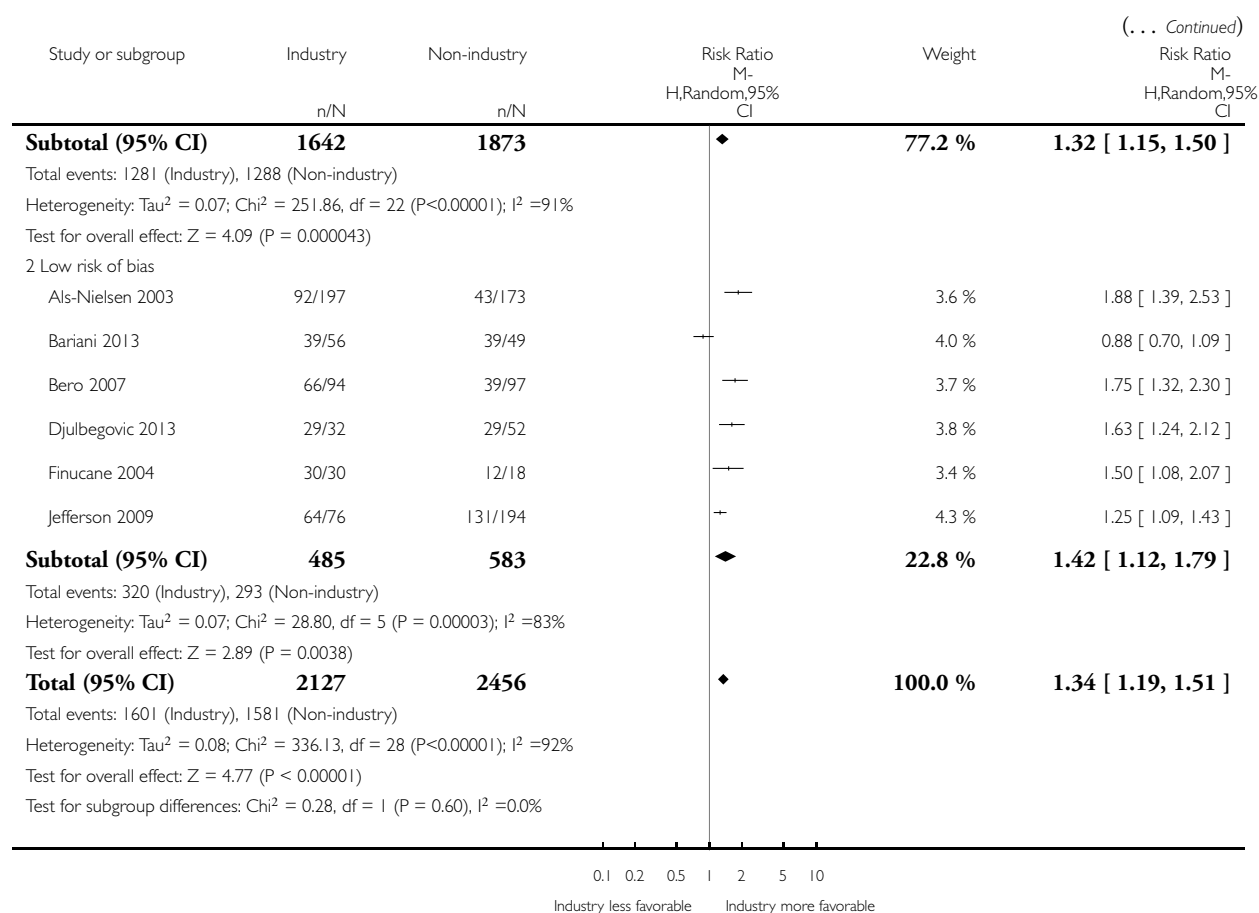 (... Continued)
Study or subgroup Industry Non-industry Risk Ratio Weight Risk Ratio
M-H,Random,95% CI M-H,Random,95% CI
n/N n/N
Subtotal (95% CI) 1642 1873 77.2 % 1.32 [ 1.15, 1.50 ]
Total events: 1281 (Industry), 1288 (Non-industry)
Heterogeneity: Tau² = 0.07; Chi² = 251.86, df = 22 (P<0.00001); I² =91%
Test for overall effect: Z = 4.09 (P = 0.000043)
2 Low risk of bias
Als-Nielsen 2003 92/197 43/173 3.6 % 1.88 [ 1.39, 2.53 ]
Bariani 2013 39/56 39/49 4.0 % 0.88 [ 0.70, 1.09 ]
Bero 2007 66/94 39/97 3.7 % 1.75 [ 1.32, 2.30 ]
Djulbegovic 2013 29/32 29/52 3.8 % 1.63 [ 1.24, 2.12 ]
Finucane 2004 30/30 12/18 3.4 % 1.50 [ 1.08, 2.07 ]
Jefferson 2009 64/76 131/194 4.3 % 1.25 [ 1.09, 1.43 ]
Subtotal (95% CI) 485 583 22.8 % 1.42 [ 1.12, 1.79 ]
Total events: 320 (Industry), 293 (Non-industry)
Heterogeneity: Tau² = 0.07; Chi² = 28.80, df = 5 (P = 0.00003); I² =83%
Test for overall effect: Z = 2.89 (P = 0.0038)
Total (95% CI) 2127 2456 100.0 % 1.34 [ 1.19, 1.51 ]
Total events: 1601 (Industry), 1581 (Non-industry)
Heterogeneity: Tau² = 0.08; Chi² = 336.13, df = 28 (P<0.00001); I² =92%
Test for overall effect: Z = 4.77 (P < 0.00001)
Test for subgroup differences: Chi² = 0.28, df = 1 (P = 0.60), I² =0.0%
0.1 0.2 0.5 1 2 5 10
Industry less favorable Industry more favorable